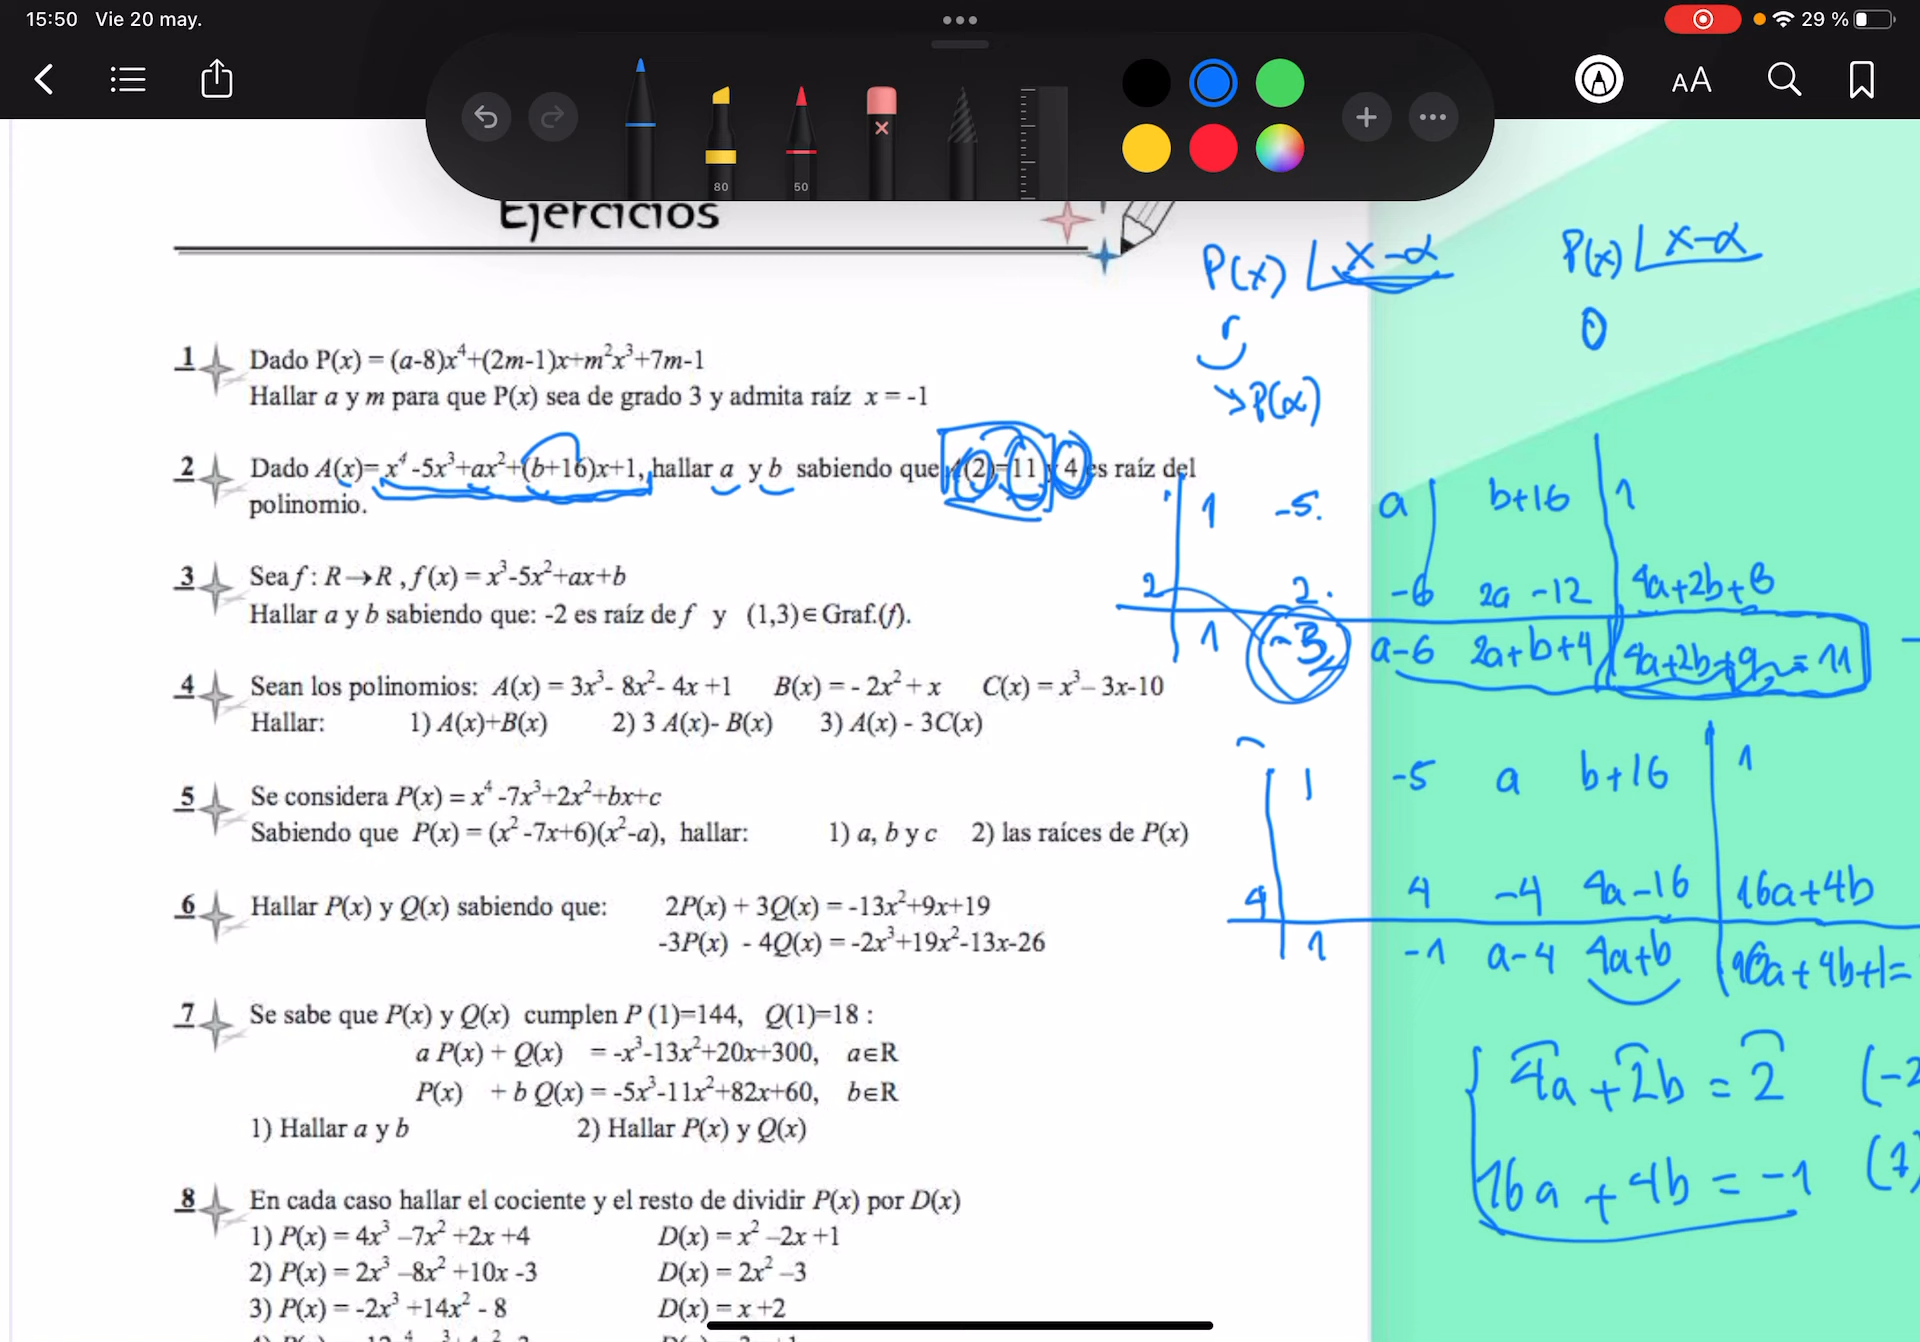 15:50 Vie 20 may.
29 %
80
50
AA
Ejercicios
P(x) x-α
P(x) x-α
r
0
→P(α)
1 Dado P(x) = (a-8)x⁴+(2m-1)x+m²x³+7m-1
Hallar a y m para que P(x) sea de grado 3 y admita raíz x = -1
2 Dado A(x)= x⁴ -5x³+ax²+(b+16)x+1, hallar a y b sabiendo que A(2)=11 y 4 es raíz del
polinomio.
1 -5 a b+16 1
2 2 -6 2a -12 4a+2b+8
1 -3 a-6 2a+b+4 4a+2b+9 = 11
3 Sea f : R→R , f(x) = x³-5x²+ax+b
Hallar a y b sabiendo que: -2 es raíz de f y (1,3)∈Graf.(f).
4 Sean los polinomios: A(x) = 3x³- 8x²- 4x +1 B(x) = - 2x²+ x C(x) = x³– 3x-10
Hallar: 1) A(x)+B(x) 2) 3 A(x)- B(x) 3) A(x) - 3C(x)
1 -5 a b+16 1
4 4 -4 4a-16 16a+4b
1 -1 a-4 4a+b 16a+4b+1=
5 Se considera P(x) = x⁴ -7x³+2x²+bx+c
Sabiendo que P(x) = (x² -7x+6)(x²-a), hallar: 1) a, b y c 2) las raíces de P(x)
6 Hallar P(x) y Q(x) sabiendo que: 2P(x) + 3Q(x) = -13x²+9x+19
-3P(x) - 4Q(x) = -2x³+19x²-13x-26
7 Se sabe que P(x) y Q(x) cumplen P (1)=144, Q(1)=18 :
a P(x) + Q(x) = -x³-13x²+20x+300, a∈R
P(x) + b Q(x) = -5x³-11x²+82x+60, b∈R
1) Hallar a y b 2) Hallar P(x) y Q(x)
4a + 2b = 2 (-2
16a + 4b = -1 (1)
8 En cada caso hallar el cociente y el resto de dividir P(x) por D(x)
1) P(x) = 4x³ –7x² +2x +4 D(x) = x² –2x +1
2) P(x) = 2x³ –8x² +10x -3 D(x) = 2x² –3
3) P(x) = -2x³ +14x² - 8 D(x) = x +2